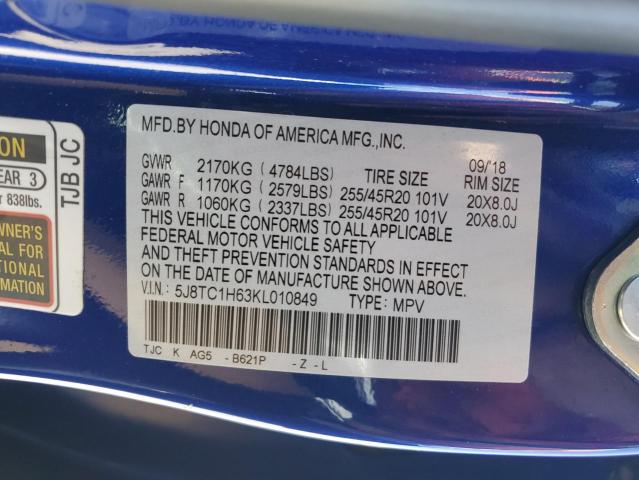 MFD.BY HONDA OF AMERICA MFG.,INC.
GVWR 2170KG ( 4784LBS) TIRE SIZE 09/'18
GAWR F 1170KG ( 2579LBS) 255/45R20 101V RIM SIZE 20X8.0J
GAWR R 1060KG ( 2337LBS) 255/45R20 101V 20X8.0J
THIS VEHICLE CONFORMS TO ALL APPLICABLE
FEDERAL MOTOR VEHICLE SAFETY
AND THEFT PREVENTION STANDARDS IN EFFECT
ON THE DATE OF MANUFACTURE SHOWN ABOVE.
V.I.N.: 5J8TC1H63KL010849 TYPE: MPV
TJC K AG5 -B621P -Z -L
TJB JC
ION
EAR 3
838lbs.
WNER'S
AL FOR
MATION